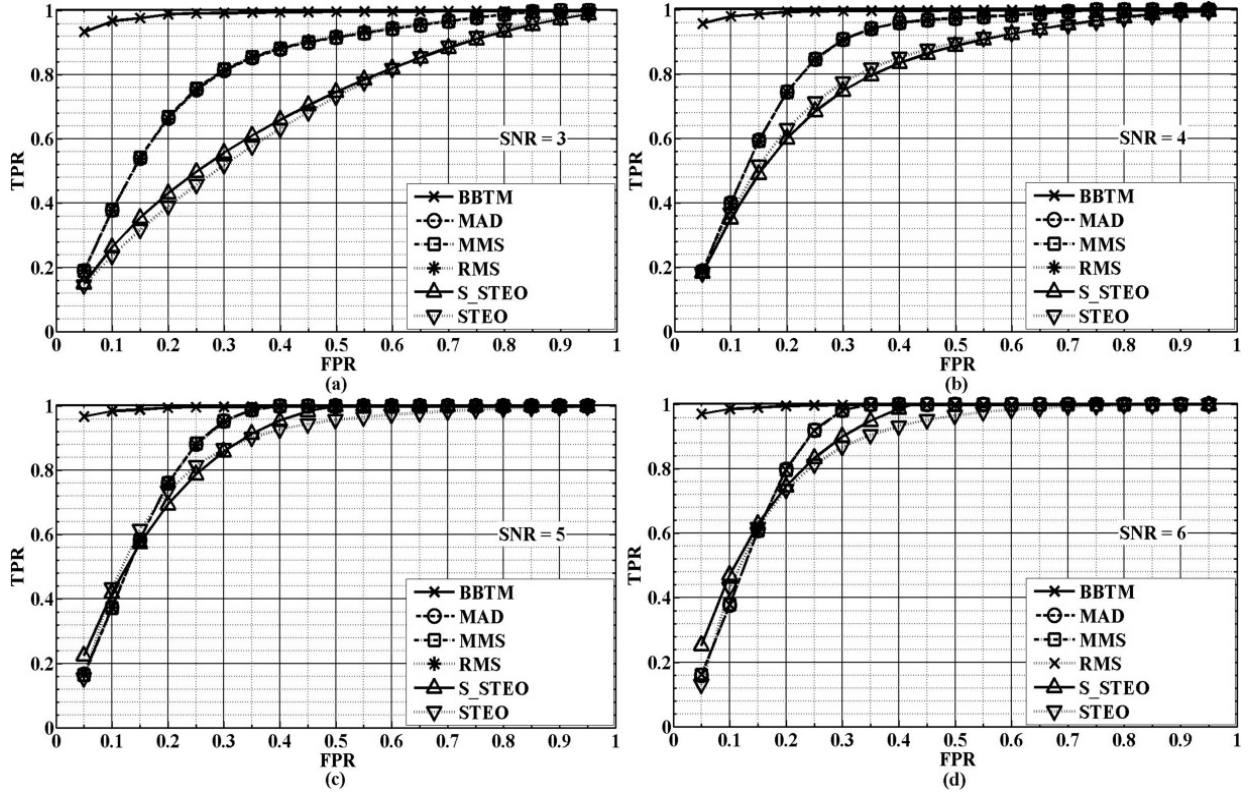 1
0.8
0.6
0.4
0.2
0
TPR
SNR = 3
BBTM
MAD
MMS
RMS
S_STEO
STEO
0 0.1 0.2 0.3 0.4 0.5 0.6 0.7 0.8 0.9 1
FPR
(a)
1
0.8
0.6
0.4
0.2
0
TPR
SNR = 4
BBTM
MAD
MMS
RMS
S_STEO
STEO
0 0.1 0.2 0.3 0.4 0.5 0.6 0.7 0.8 0.9 1
FPR
(b)
1
0.8
0.6
0.4
0.2
0
TPR
SNR = 5
BBTM
MAD
MMS
RMS
S_STEO
STEO
0 0.1 0.2 0.3 0.4 0.5 0.6 0.7 0.8 0.9 1
FPR
(c)
1
0.8
0.6
0.4
0.2
0
TPR
SNR = 6
BBTM
MAD
MMS
RMS
S_STEO
STEO
0 0.1 0.2 0.3 0.4 0.5 0.6 0.7 0.8 0.9 1
FPR
(d)